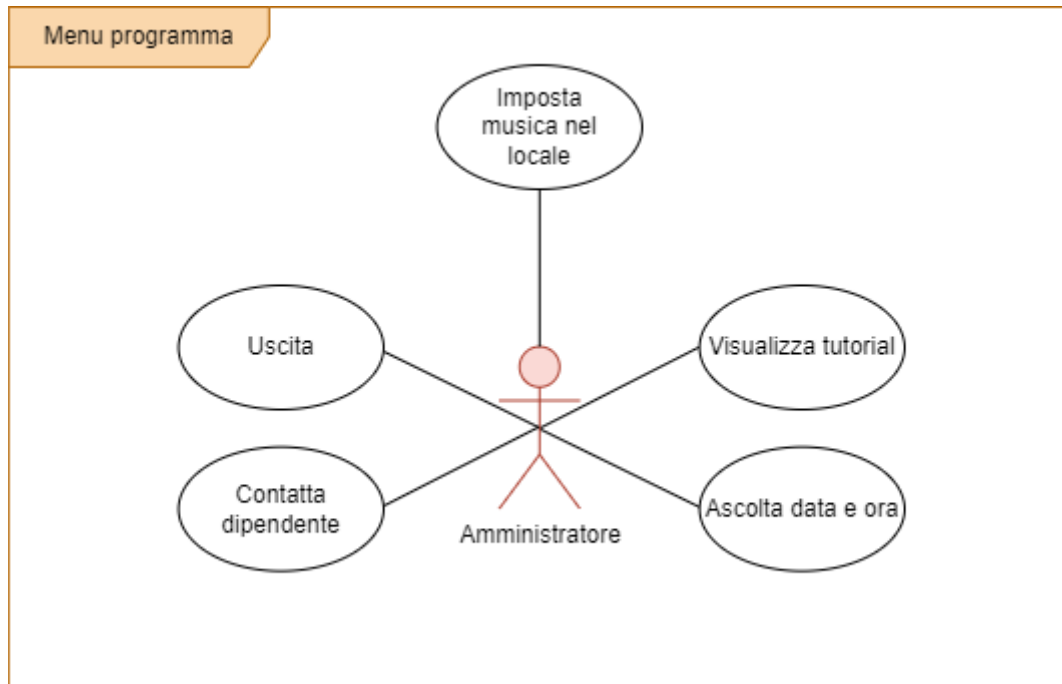 Menu programma
Imposta
musica nel
locale
Uscita
Visualizza tutorial
Contatta
dipendente
Ascolta data e ora
Amministratore